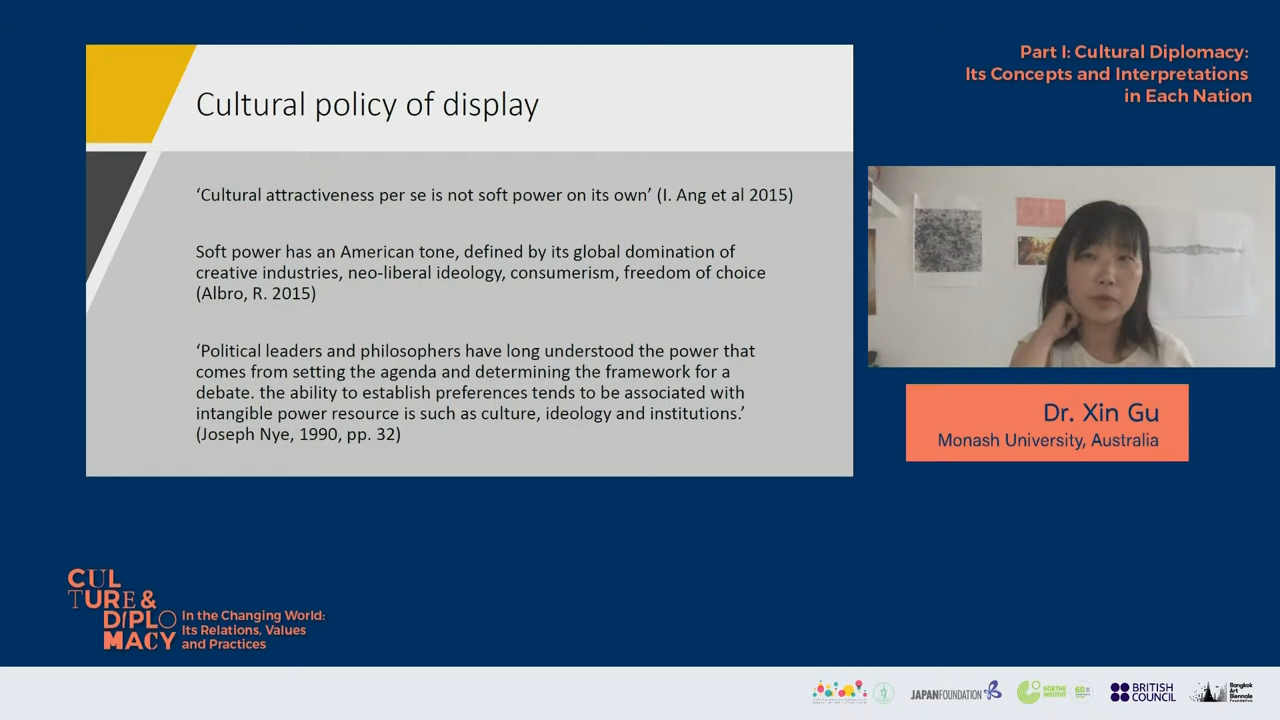 Part I: Cultural Diplomacy:
Its Concepts and Interpretations
in Each Nation
Cultural policy of display
‘Cultural attractiveness per se is not soft power on its own’ (I. Ang et al 2015)
Soft power has an American tone, defined by its global domination of
creative industries, neo-liberal ideology, consumerism, freedom of choice
(Albro, R. 2015)
‘Political leaders and philosophers have long understood the power that
comes from setting the agenda and determining the framework for a
debate. the ability to establish preferences tends to be associated with
intangible power resource is such as culture, ideology and institutions.’
(Joseph Nye, 1990, pp. 32)
Dr. Xin Gu
Monash University, Australia
CUL
TURE &
DIPLO
MACY
In the Changing World:
Its Relations, Values
and Practices
JAPANFOUNDATION
GOETHE
INSTITUT
60
BRITISH
COUNCIL
Bangkok
Art
Biennale
Foundation